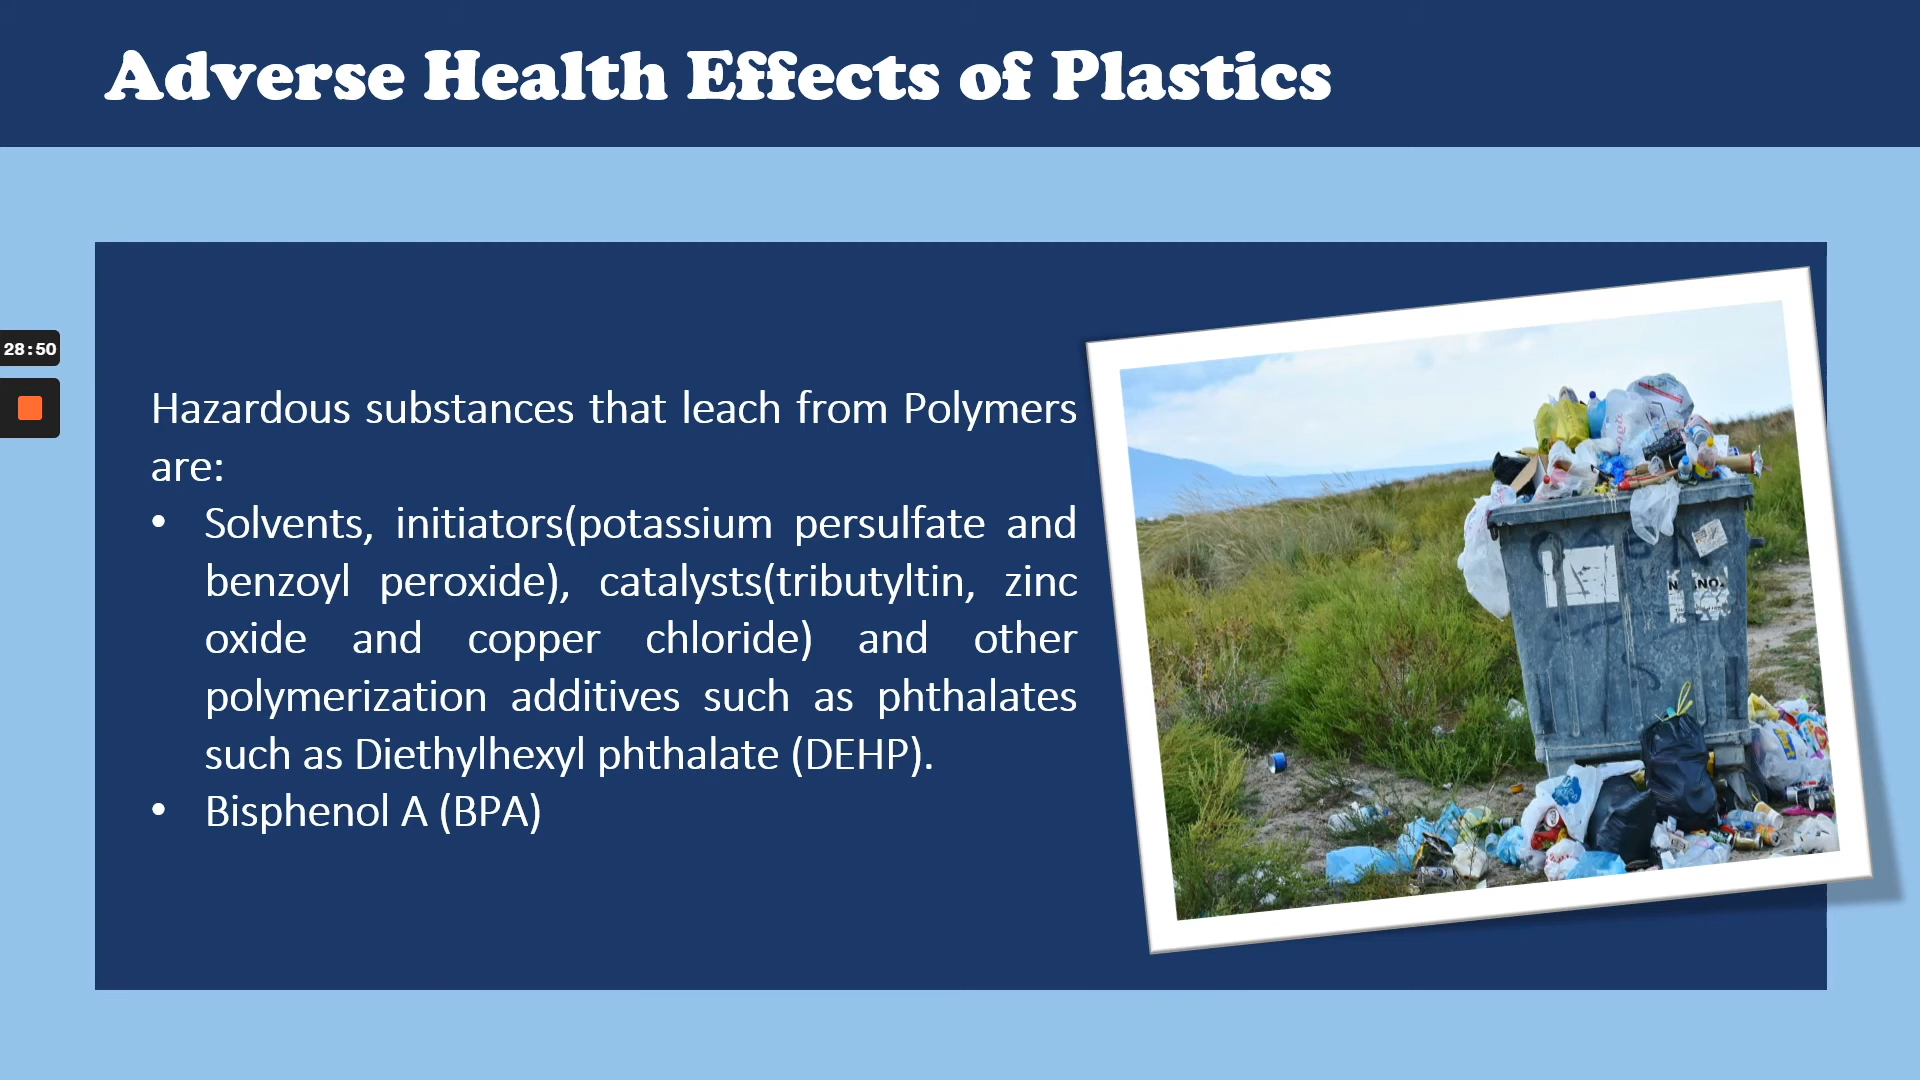 Adverse Health Effects of Plastics
28:50
Hazardous substances that leach from Polymers
are:
• Solvents, initiators(potassium persulfate and
benzoyl peroxide), catalysts(tributyltin, zinc
oxide and copper chloride) and other
polymerization additives such as phthalates
such as Diethylhexyl phthalate (DEHP).
• Bisphenol A (BPA)
NO.